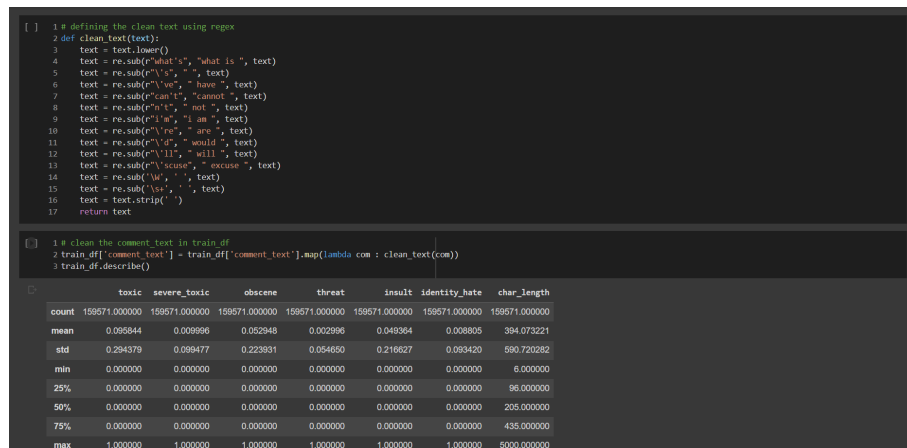 [ ] 1 # defining the clean text using regex
2 def clean_text(text):
3 text = text.lower()
4 text = re.sub(r"what's", "what is ", text)
5 text = re.sub(r"\'s", " ", text)
6 text = re.sub(r"\'ve", " have ", text)
7 text = re.sub(r"can't", "cannot ", text)
8 text = re.sub(r"n't", " not ", text)
9 text = re.sub(r"i'm", "i am ", text)
10 text = re.sub(r"\'re", " are ", text)
11 text = re.sub(r"\'d", " would ", text)
12 text = re.sub(r"\'ll", " will ", text)
13 text = re.sub(r"\'scuse", " excuse ", text)
14 text = re.sub('\W', ' ', text)
15 text = re.sub('\s+', ' ', text)
16 text = text.strip(' ')
17 return text
[ ] 1 # clean the comment_text in train_df
2 train_df['comment_text'] = train_df['comment_text'].map(lambda com : clean_text(com))
3 train_df.describe()
toxic severe_toxic obscene threat insult identity_hate char_length
count 159571.000000 159571.000000 159571.000000 159571.000000 159571.000000 159571.000000 159571.000000
mean 0.095844 0.009996 0.052948 0.002996 0.049364 0.008805 394.073221
std 0.294379 0.099477 0.223931 0.054650 0.216627 0.093420 590.720282
min 0.000000 0.000000 0.000000 0.000000 0.000000 0.000000 6.000000
25% 0.000000 0.000000 0.000000 0.000000 0.000000 0.000000 96.000000
50% 0.000000 0.000000 0.000000 0.000000 0.000000 0.000000 205.000000
75% 0.000000 0.000000 0.000000 0.000000 0.000000 0.000000 435.000000
max 1.000000 1.000000 1.000000 1.000000 1.000000 1.000000 5000.000000